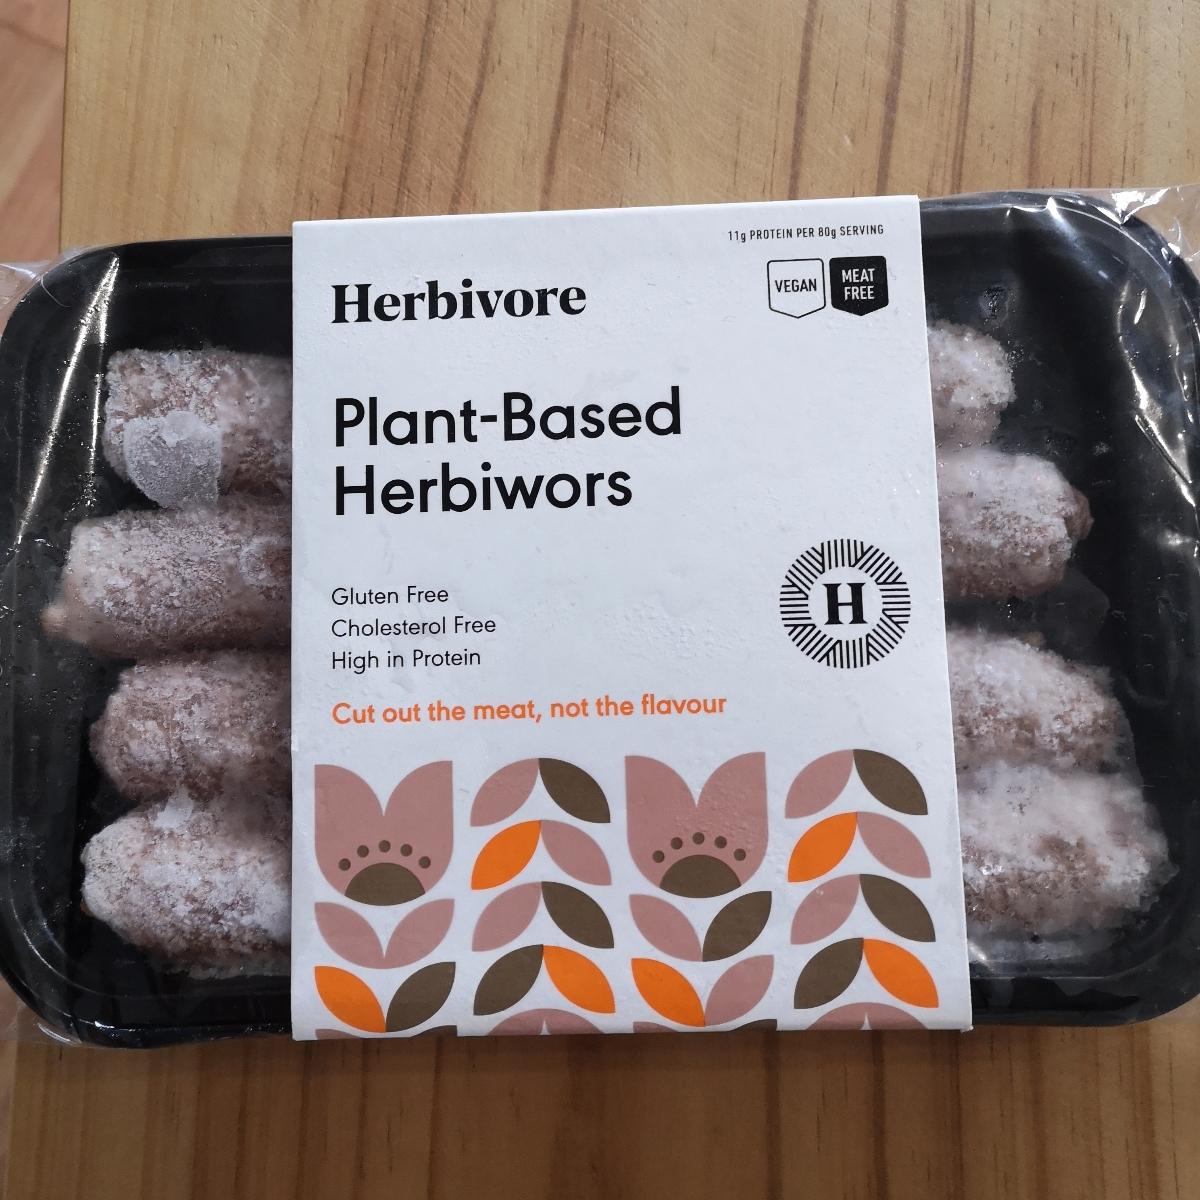 11g PROTEIN PER 80g SERVING
Herbivore
VEGAN
MEAT
FREE
Plant-Based
Herbiwors
Gluten Free
Cholesterol Free
High in Protein
H
Cut out the meat, not the flavour